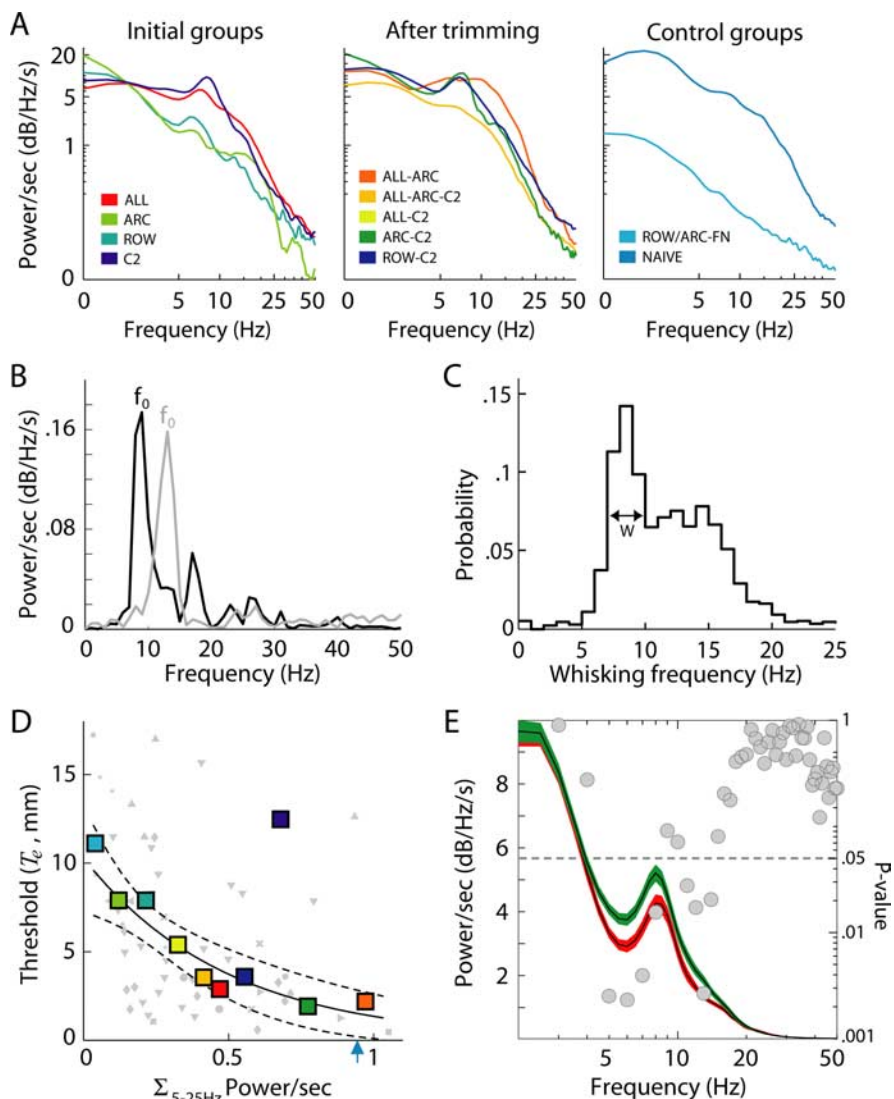 A
Initial groups
After trimming
Control groups
Power/sec (dB/Hz/s)
20
5
1
0
ALL
ARC
ROW
C2
0 5 10 25 50
Frequency (Hz)
ALL-ARC
ALL-ARC-C2
ALL-C2
ARC-C2
ROW-C2
0 5 10 25 50
Frequency (Hz)
ROW/ARC-FN
NAIVE
0 5 10 25 50
Frequency (Hz)
B
Power/sec (dB/Hz/s)
.16
.08
0
f0
f0
0 10 20 30 40 50
Frequency (Hz)
C
Probability
.15
.1
.05
0
W
0 5 10 15 20 25
Whisking frequency (Hz)
D
Threshold (Te , mm)
15
10
5
0
0 0.5 1
Σ5-25Hz Power/sec
E
Power/sec (dB/Hz/s)
8
6
4
2
1
.05
.01
.001
P-value
5 10 50
Frequency (Hz)